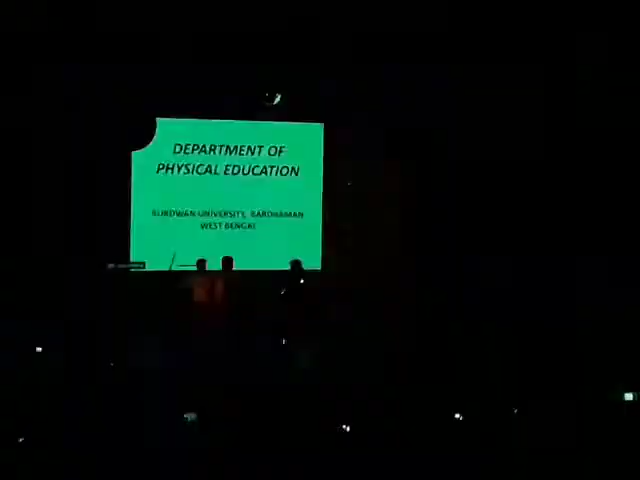 DEPARTMENT OF
PHYSICAL EDUCATION
BURDWAN UNIVERSITY, BARDHAMAN
WEST BENGAL